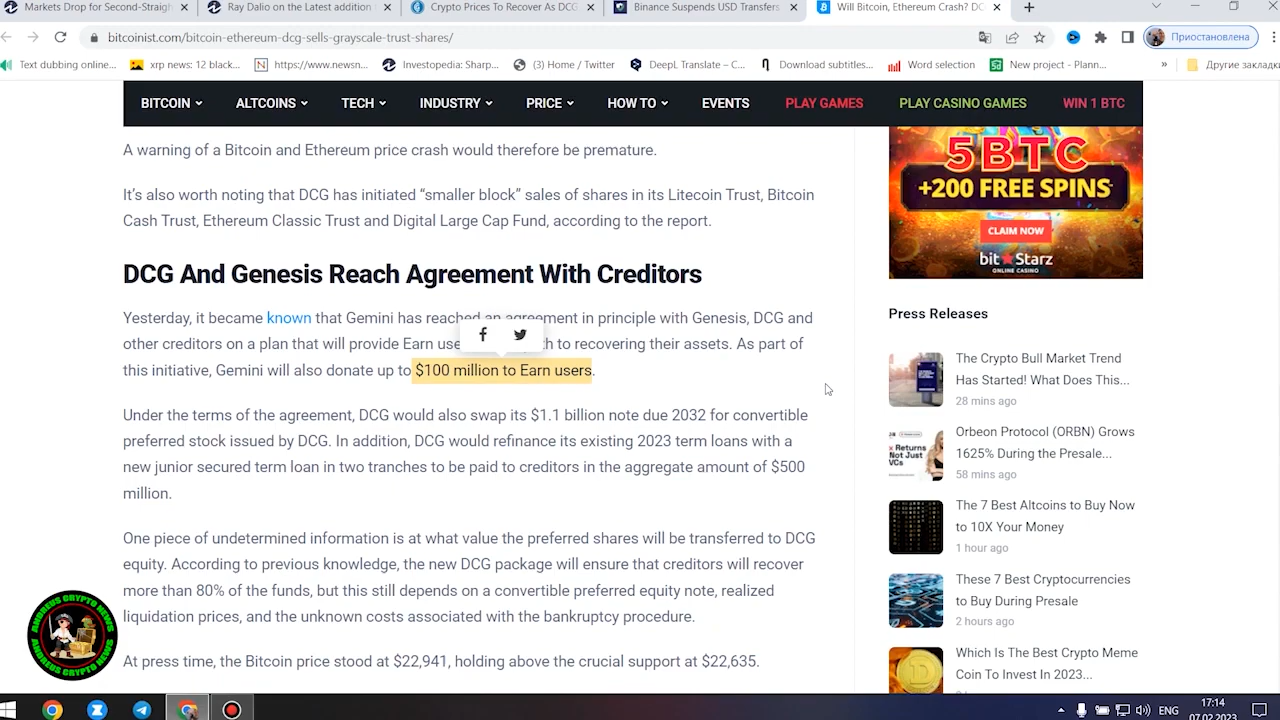 Markets Drop for Second-Straigh
Ray Dalio on the Latest addition
Crypto Prices To Recover As DCG
Binance Suspends USD Transfers
Will Bitcoin, Ethereum Crash? DC
bitcoinist.com/bitcoin-ethereum-dcg-sells-grayscale-trust-shares/
Приостановлена
Text dubbing online...
xrp news: 12 black...
https://www.newsn...
Investopedia: Sharp...
(3) Home / Twitter
DeepL Translate – C...
Download subtitles...
Word selection
New project - Plann...
»
Другие закладки
BITCOIN
ALTCOINS
TECH
INDUSTRY
PRICE
HOW TO
EVENTS
PLAY GAMES
PLAY CASINO GAMES
WIN 1 BTC
A warning of a Bitcoin and Ethereum price crash would therefore be premature.
It's also worth noting that the DCG has initiated “smaller block” sales of shares in its Litecoin Trust, Bitcoin
Cash Trust, Ethereum Classic Trust and Digital Large Cap Fund, according to the report.
DCG And Genesis Reach Agreement With Creditors
Yesterday, it became known that Gemini has reached an agreement in principle with Genesis, DCG and
other creditors on a plan that will provide Earn use th to recovering their assets. As part of
this initiative, Gemini will also donate up to $100 million to Earn users.
Under the terms of the agreement, DCG would also swap its $1.1 billion note due 2032 for convertible
preferred stock issued by DCG. In addition, DCG would refinance its existing 2023 term loans with a
new junior secured term loan in two tranches to be paid to creditors in the aggregate amount of $500
million.
One piece of undetermined information is at what value the preferred shares will be transferred to DCG
equity. According to previous knowledge, the new DCG package will ensure that creditors will recover
more than 80% of the funds, but this still depends on a convertible preferred equity note, realized
liquidation prices, and the unknown costs associated with the bankruptcy procedure.
At press time, the Bitcoin price stood at $22,941, holding above the crucial support at $22,635.
5BTC
+200 FREE SPINS
CLAIM NOW
bitStarz
ONLINE CASINO
Press Releases
The Crypto Bull Market Trend
Has Started! What Does This...
28 mins ago
Orbeon Protocol (ORBN) Grows
1625% During the Presale...
58 mins ago
The 7 Best Altcoins to Buy Now
to 10X Your Money
1 hour ago
These 7 Best Cryptocurrencies
to Buy During Presale
2 hours ago
Which Is The Best Crypto Meme
Coin To Invest In 2023...
ANDREUS CRYPTO NEWS
ANDREUS CRYPTO NEWS
ENG
17:14
07.02.2023